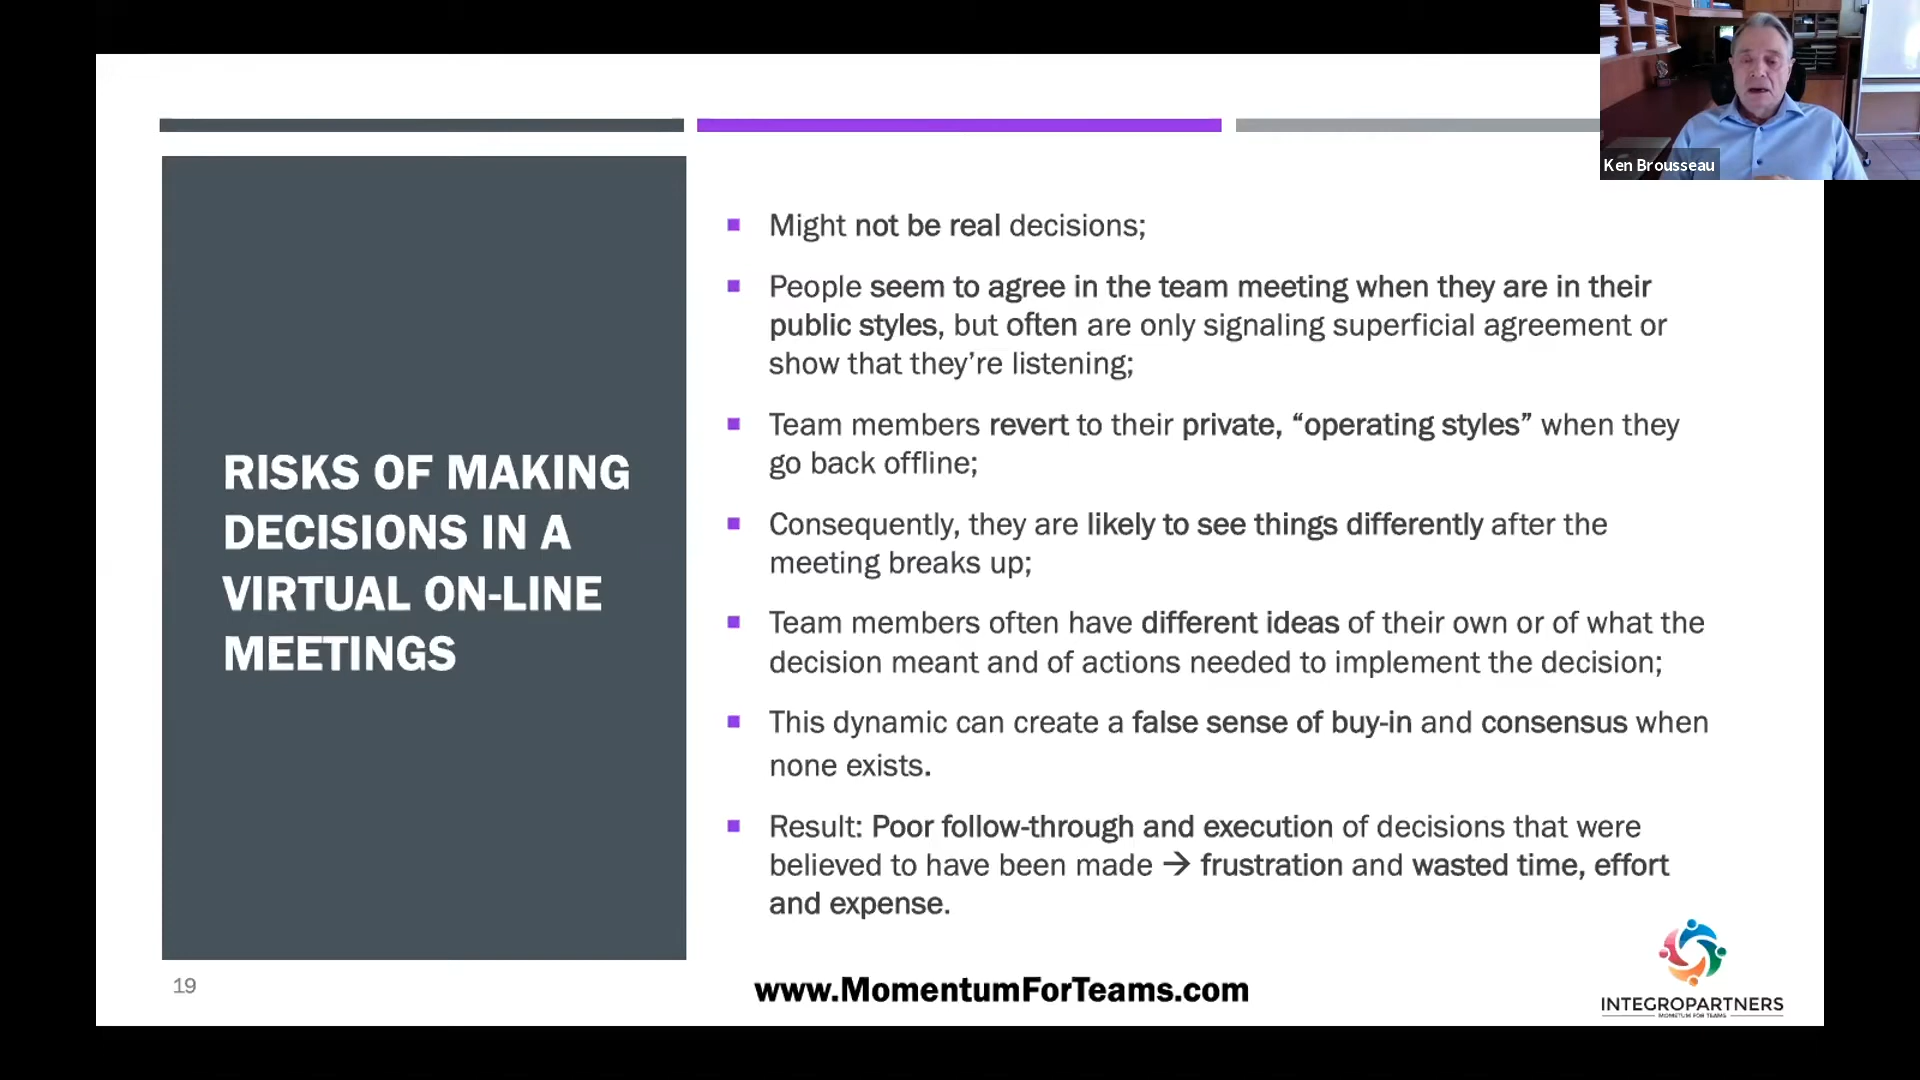 Ken Brousseau
RISKS OF MAKING
DECISIONS IN A
VIRTUAL ON-LINE
MEETINGS
Might not be real decisions;
People seem to agree in the team meeting when they are in their
public styles, but often are only signaling superficial agreement or
show that they’re listening;
Team members revert to their private, “operating styles” when they
go back offline;
Consequently, they are likely to see things differently after the
meeting breaks up;
Team members often have different ideas of their own or of what the
decision meant and of actions needed to implement the decision;
This dynamic can create a false sense of buy-in and consensus when
none exists.
Result: Poor follow-through and execution of decisions that were
believed to have been made → frustration and wasted time, effort
and expense.
19
www.MomentumForTeams.com
INTEGROPARTNERS
MOMETUM FOR TEAMS